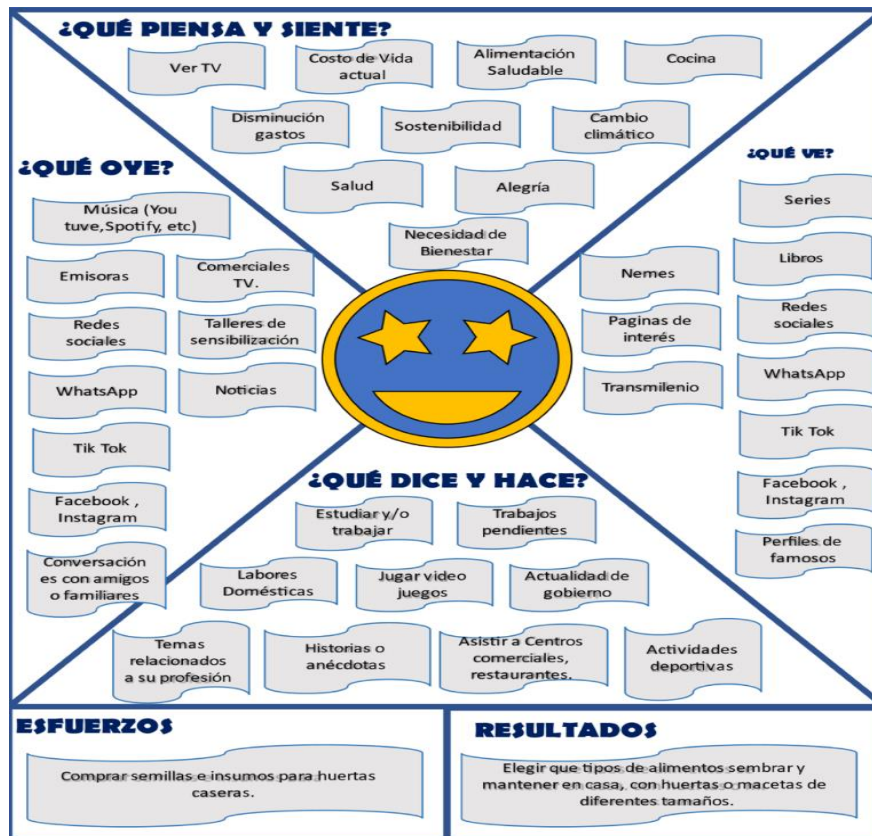 ¿QUÉ PIENSA Y SIENTE?
Ver TV
Costo de Vida
actual
Alimentación
Saludable
Cocina
Disminución
gastos
Sostenibilidad
Cambio
climático
Salud
Alegría
Necesidad de
Bienestar
¿QUÉ OYE?
Música (You
tuve,Spotify, etc)
Emisoras
Comerciales
TV.
Redes
sociales
Talleres de
sensibilización
WhatsApp
Noticias
Tik Tok
Facebook ,
Instagram
Conversación
es con amigos
o familiares
¿QUÉ VE?
Series
Nemes
Libros
Paginas de
interés
Redes
sociales
Transmilenio
WhatsApp
Tik Tok
Facebook ,
Instagram
Perfiles de
famosos
¿QUÉ DICE Y HACE?
Estudiar y/o
trabajar
Trabajos
pendientes
Labores
Domésticas
Jugar video
juegos
Actualidad de
gobierno
Temas
relacionados
a su profesión
Historias o
anécdotas
Asistir a Centros
comerciales,
restaurantes.
Actividades
deportivas
ESFUERZOS
Comprar semillas e insumos para huertas
caseras.
RESULTADOS
Elegir que tipos de alimentos sembrar y
mantener en casa, con huertas o macetas de
diferentes tamaños.